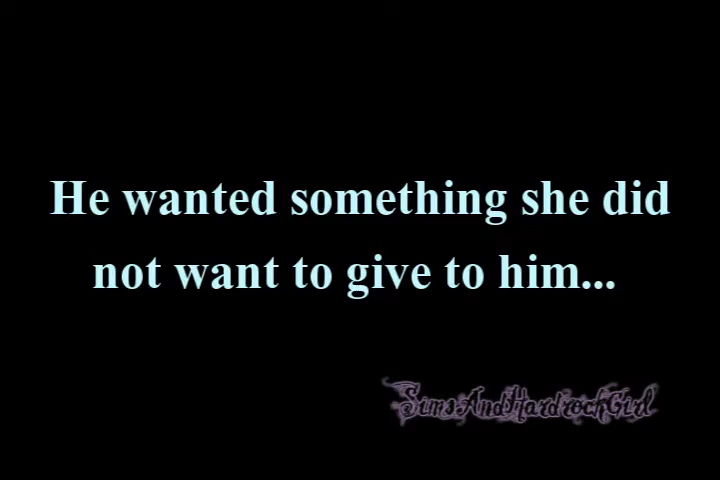 He wanted something she did
not want to give to him...
SimsAndHardrockGirl